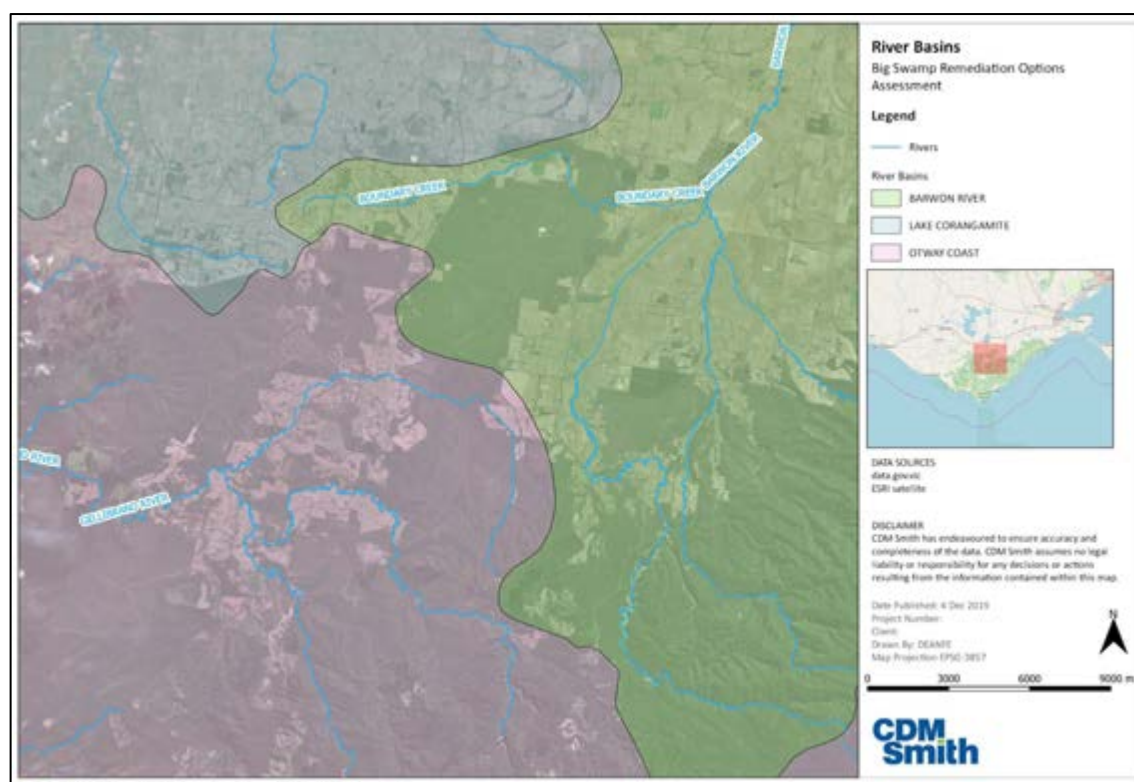 BARWON
BOUNDARY CREEK
BOUNDARY CREEK
BARWON RIVER
D RIVER
GELLIBRAND RIVER
River Basins
Big Swamp Remediation Options
Assessment
Legend
Rivers
River Basins
BARWON RIVER
LAKE CORANGAMITE
OTWAY COAST
DATA SOURCES
data.gov.vic
ESRI satellite
DISCLAIMER
CDM Smith has endeavoured to ensure accuracy and
completeness of the data. CDM Smith assumes no legal
liability or responsibility for any decisions or actions
resulting from the information contained within this map.
Date Published: 4 Dec 2019
Project Number:
Client:
Drawn By: DEANFE
Map Projection EPSG:3857
N
0 3000 6000 9000 m
CDM
Smith